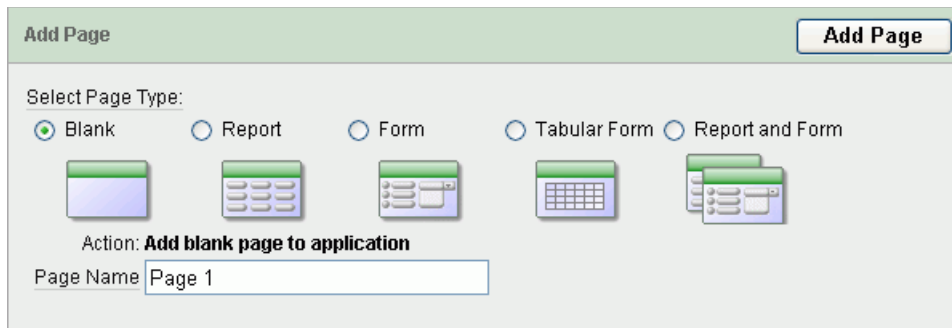 Add Page
Add Page
Select Page Type:
Blank Report Form Tabular Form Report and Form
Action: Add blank page to application
Page Name Page 1